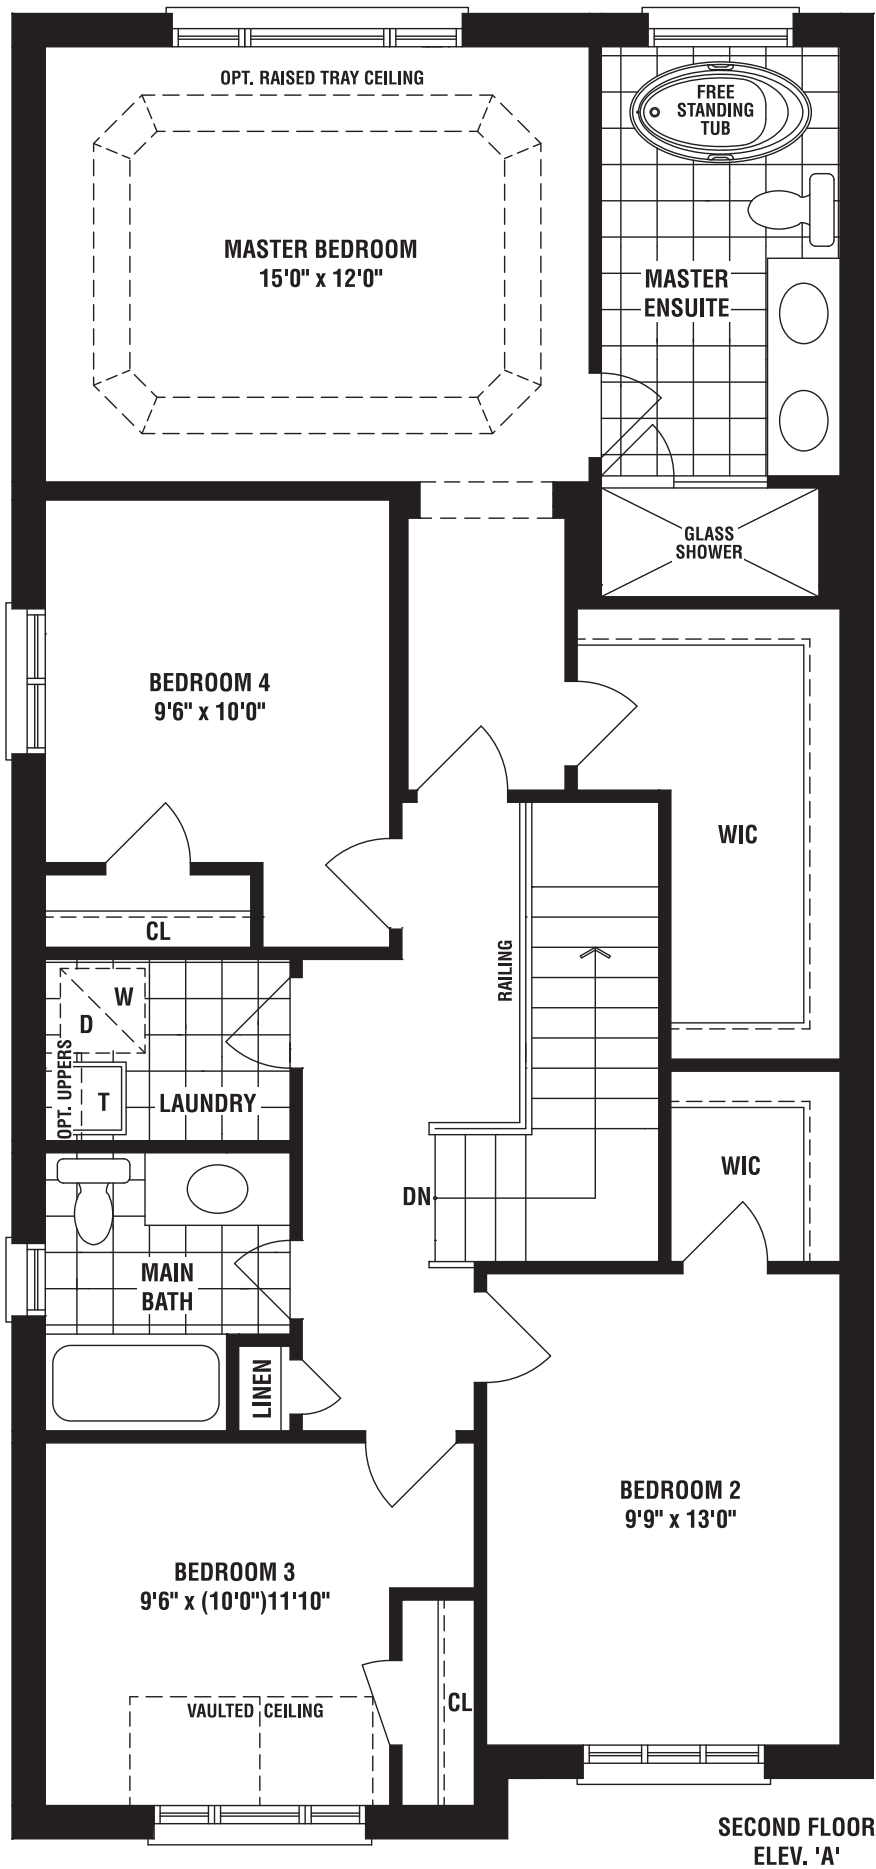 OPT. RAISED TRAY CEILING
FREE
STANDING
TUB
MASTER BEDROOM
15'0" x 12'0"
MASTER
ENSUITE
GLASS
SHOWER
BEDROOM 4
9'6" x 10'0"
WIC
CL
RAILING
W
D
OPT. UPPERS
T
LAUNDRY
WIC
DN
MAIN
BATH
LINEN
BEDROOM 2
9'9" x 13'0"
BEDROOM 3
9'6" x (10'0")11'10"
CL
VAULTED CEILING
SECOND FLOOR
ELEV. 'A'